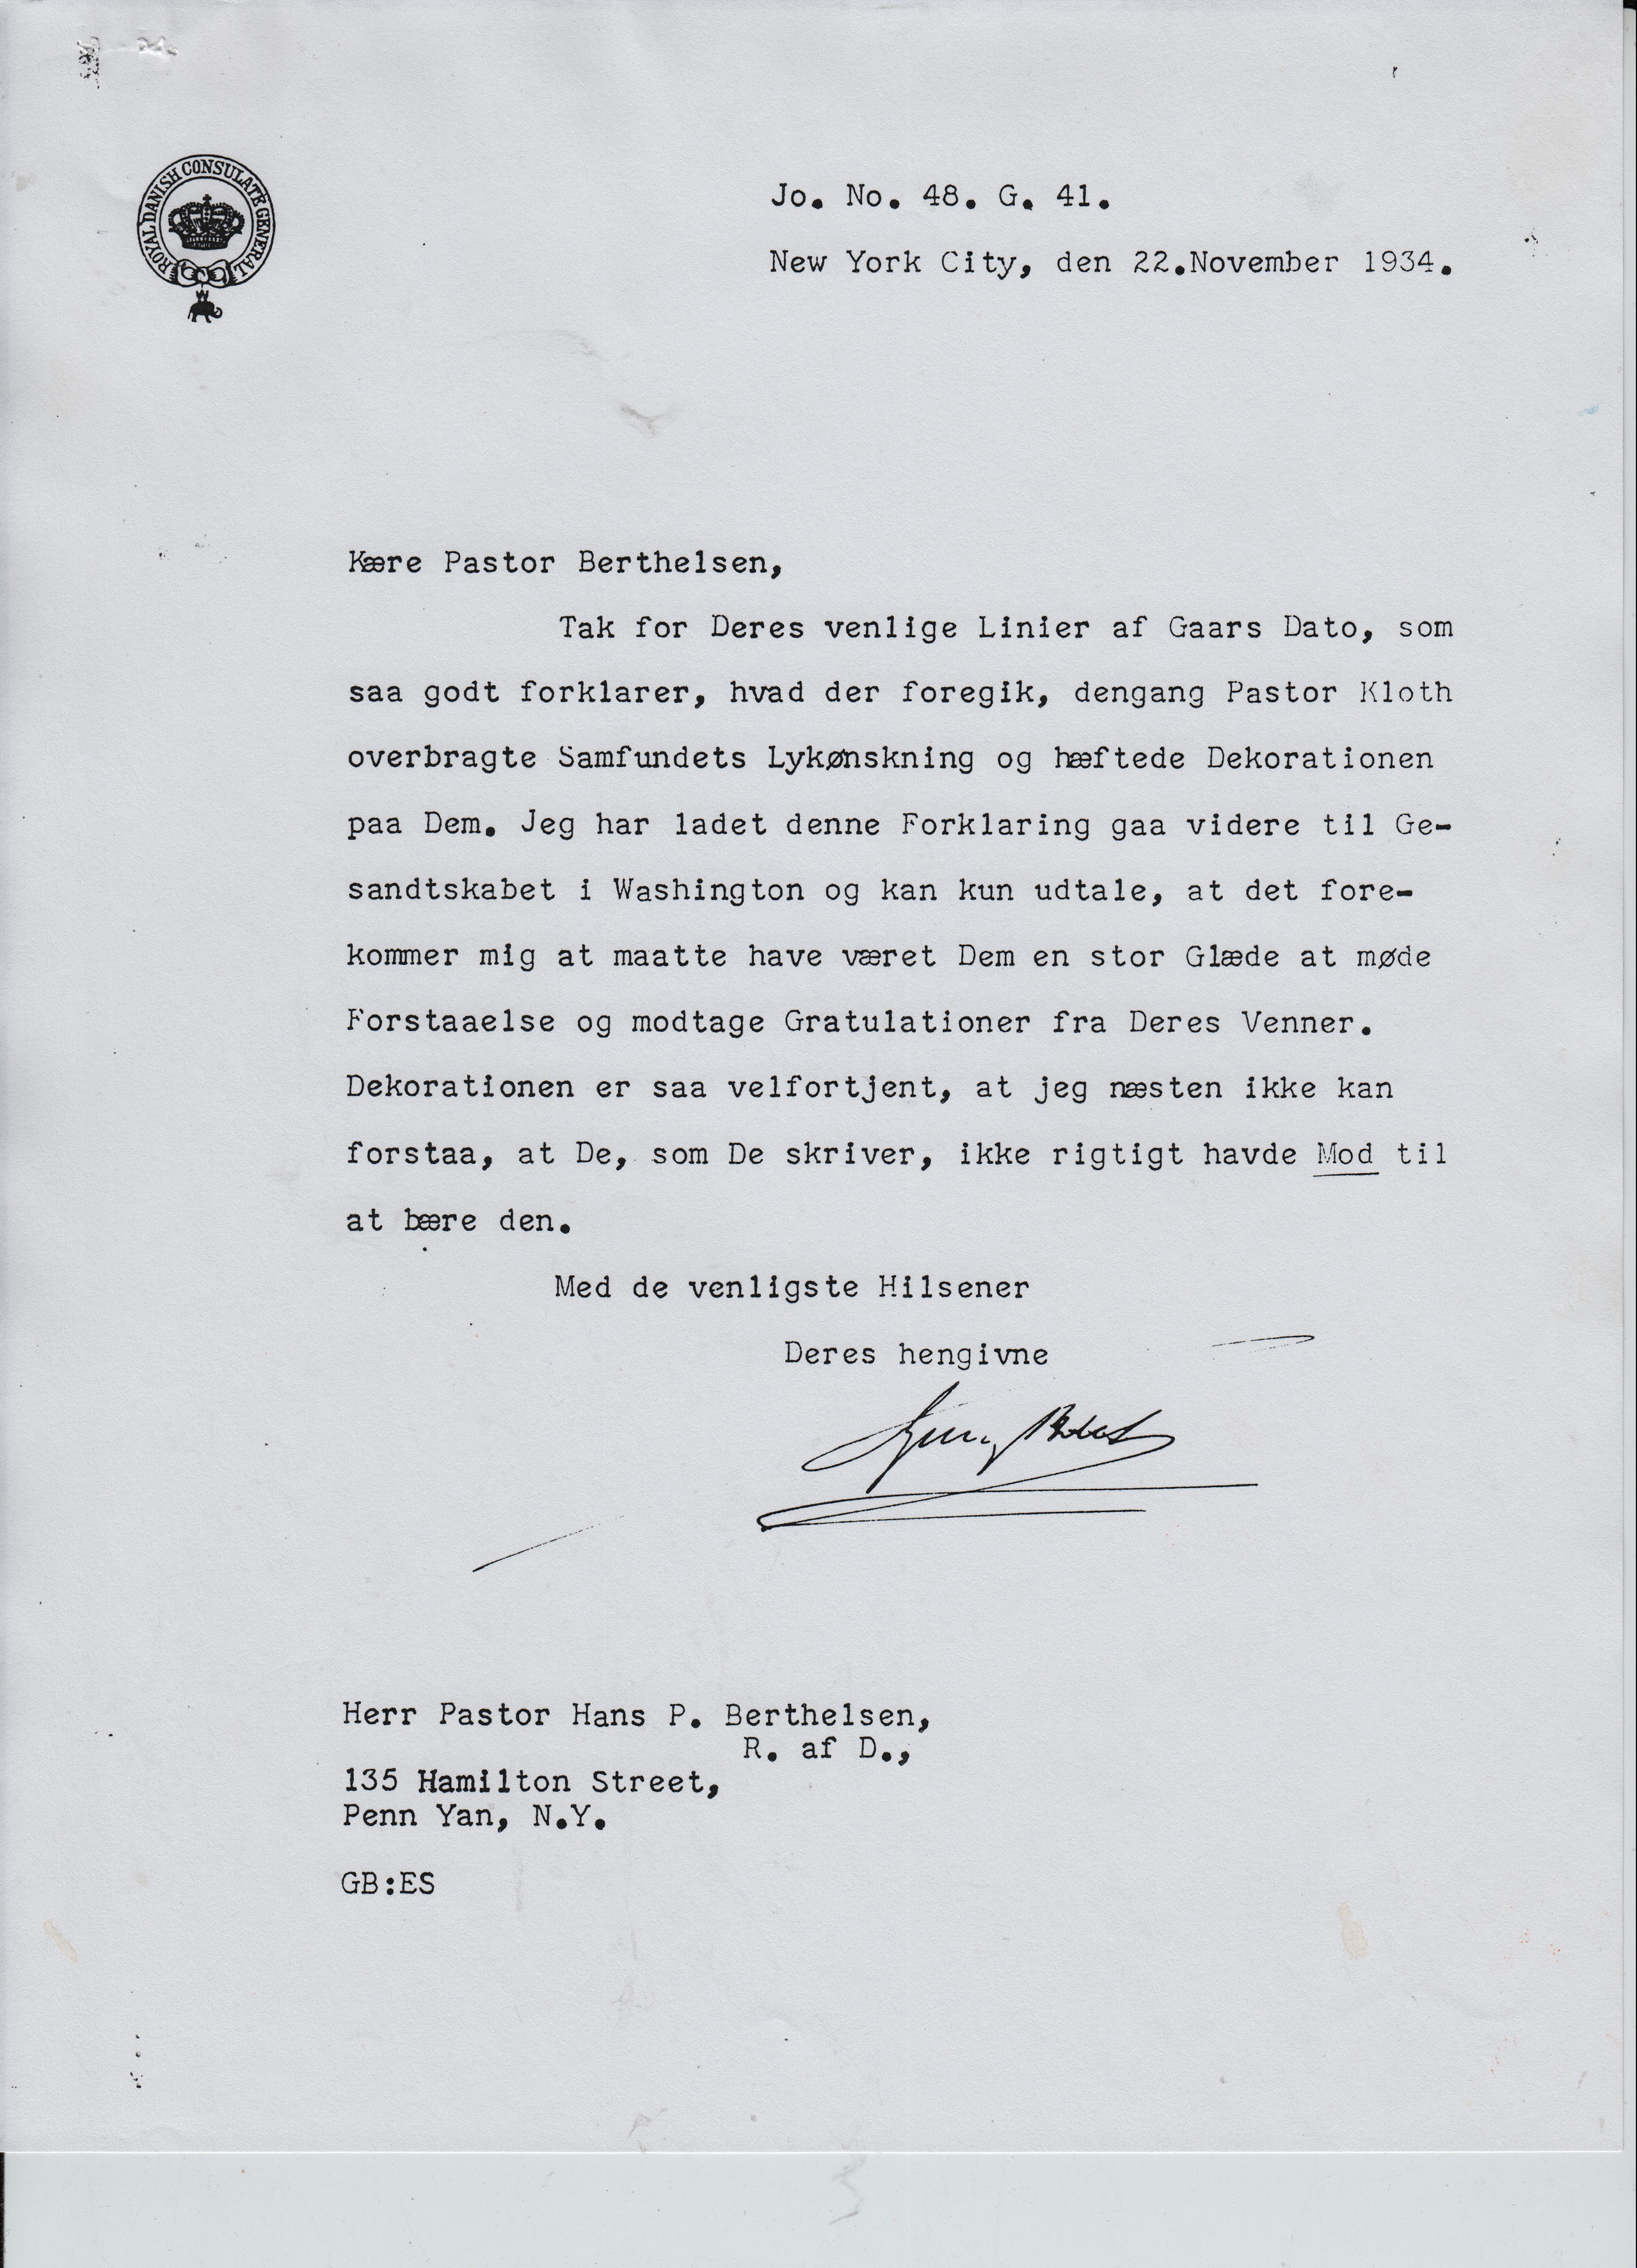 ROYAL DANISH CONSULATE GENERAL
Jo. No. 48. G. 41.
New York City, den 22.November 1934.
Kære Pastor Berthelsen,
Tak for Deres venlige Linier af Gaars Dato, som
saa godt forklarer, hvad der foregik, dengang Pastor Kloth
overbragte Samfundets Lykønskning og hæftede Dekorationen
paa Dem. Jeg har ladet denne Forklaring gaa videre til Ge-
sandtskabet i Washington og kan kun udtale, at det fore-
kommer mig at maatte have været Dem en stor Glæde at møde
Forstaaelse og modtage Gratulationer fra Deres Venner.
Dekorationen er saa velfortjent, at jeg næsten ikke kan
forstaa, at De, som De skriver, ikke rigtigt havde Mod til
at bære den.
Med de venligste Hilsener
Deres hengivne
Herr Pastor Hans P. Berthelsen,
R. af D.,
135 Hamilton Street,
Penn Yan, N.Y.
GB:ES